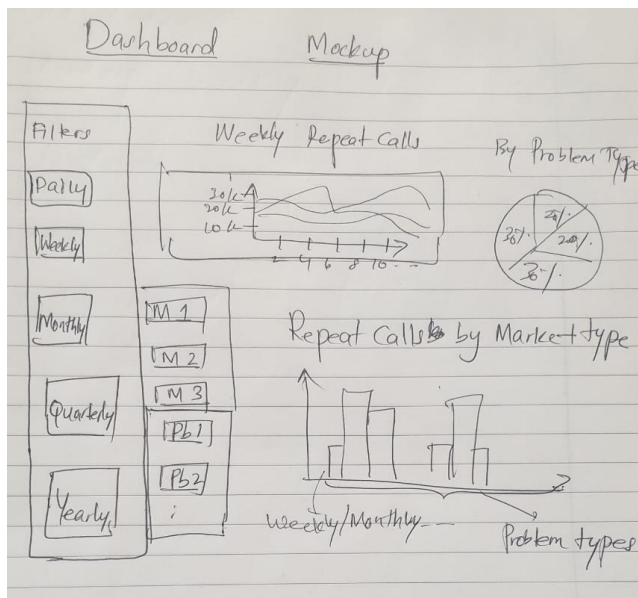 Dashboard Mockup
Filters
Daily
Weekly
Monthly
Quarterly
Yearly
M 1
M 2
M 3
Pb1
Pb2
Weekly Repeat Calls
30k
20k
10k
2 4 6 8 10 ...
By Problem Type
30%
20%
20%
30%
Repeat Calls by Market type
Weekly/Monthly----
Problem types